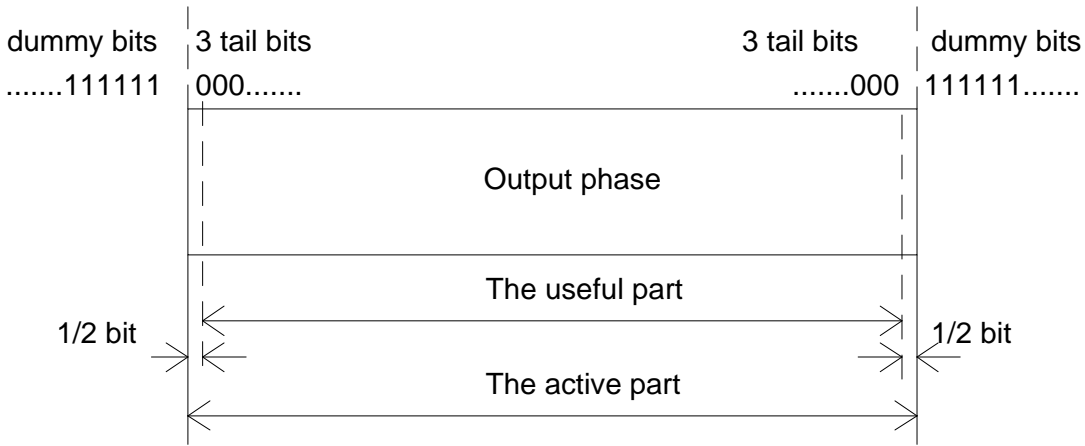 dummy bits 3 tail bits 3 tail bits dummy bits
.......111111 000....... .......000 111111.......
Output phase
The useful part
1/2 bit 1/2 bit
The active part